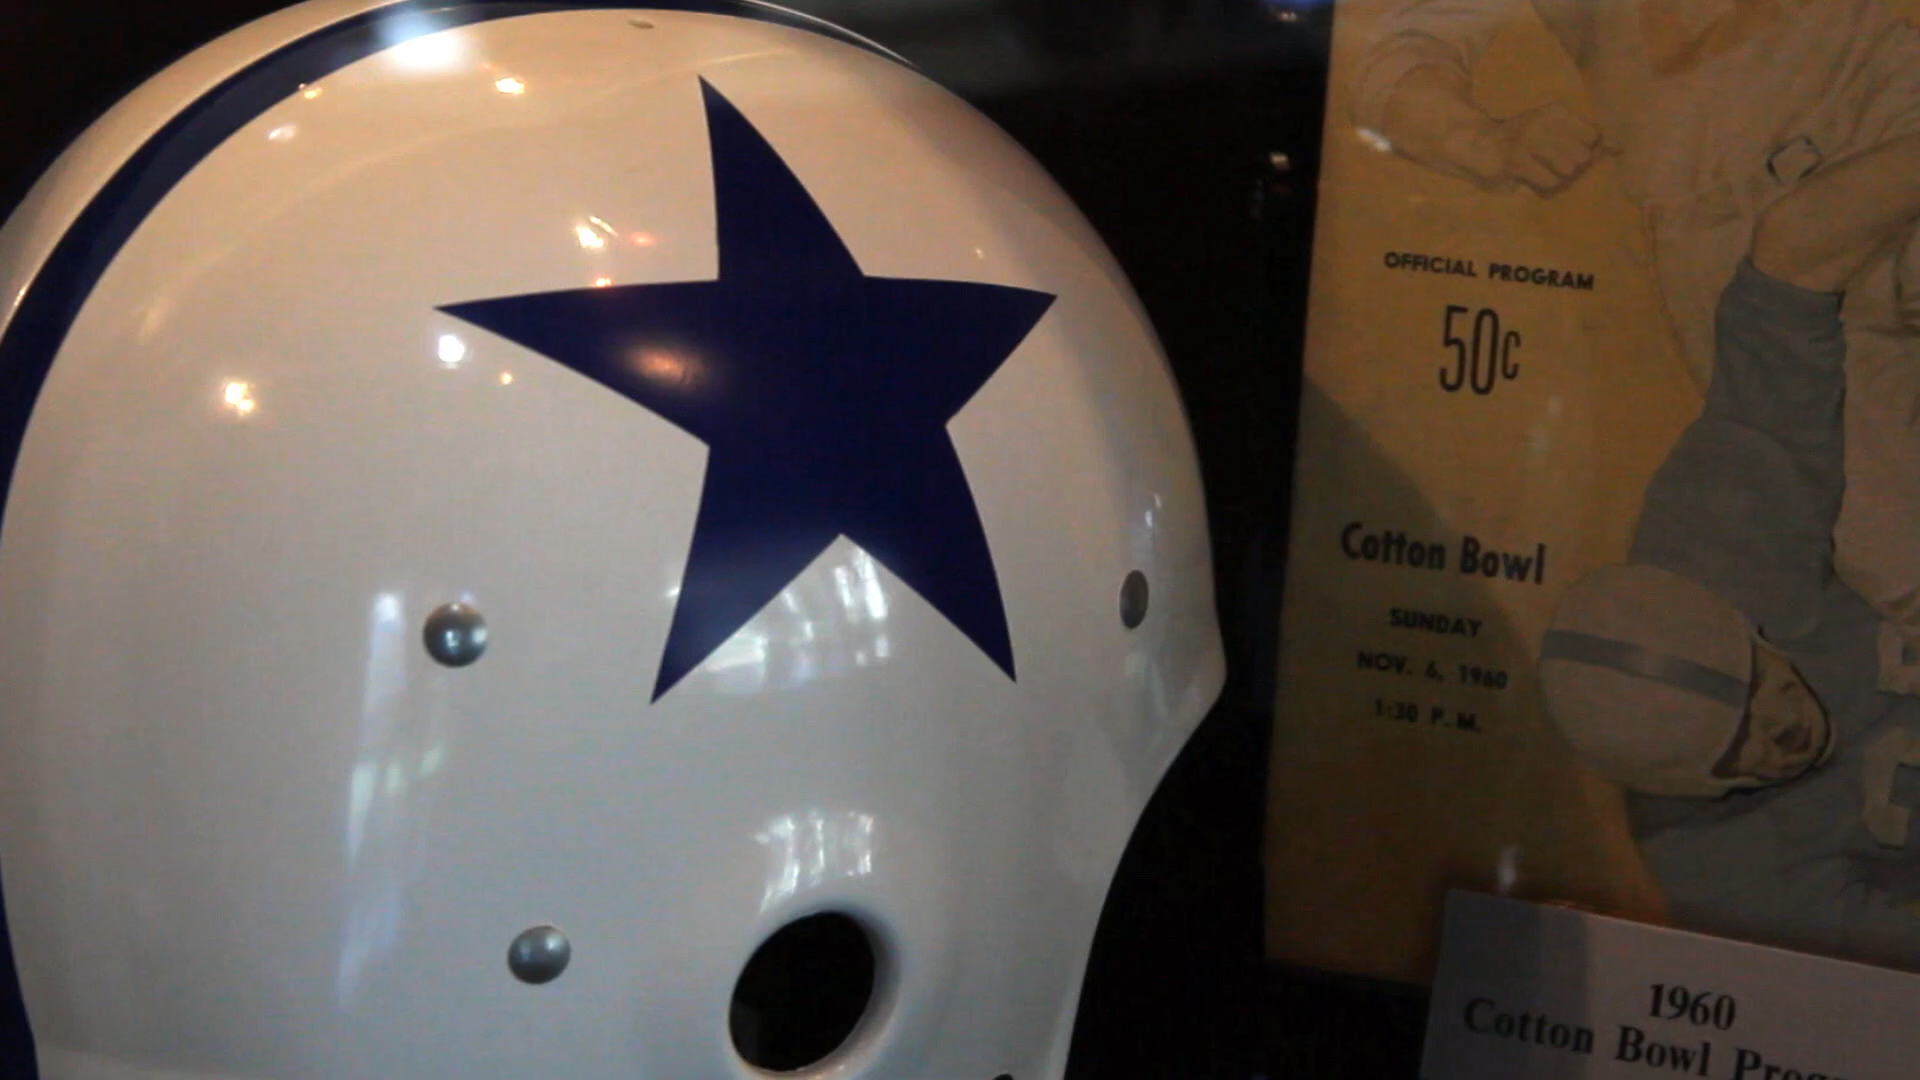 OFFICIAL PROGRAM
50c
Cotton Bowl
SUNDAY
NOV. 6, 1960
1:30 P.M.
1960
Cotton Bowl